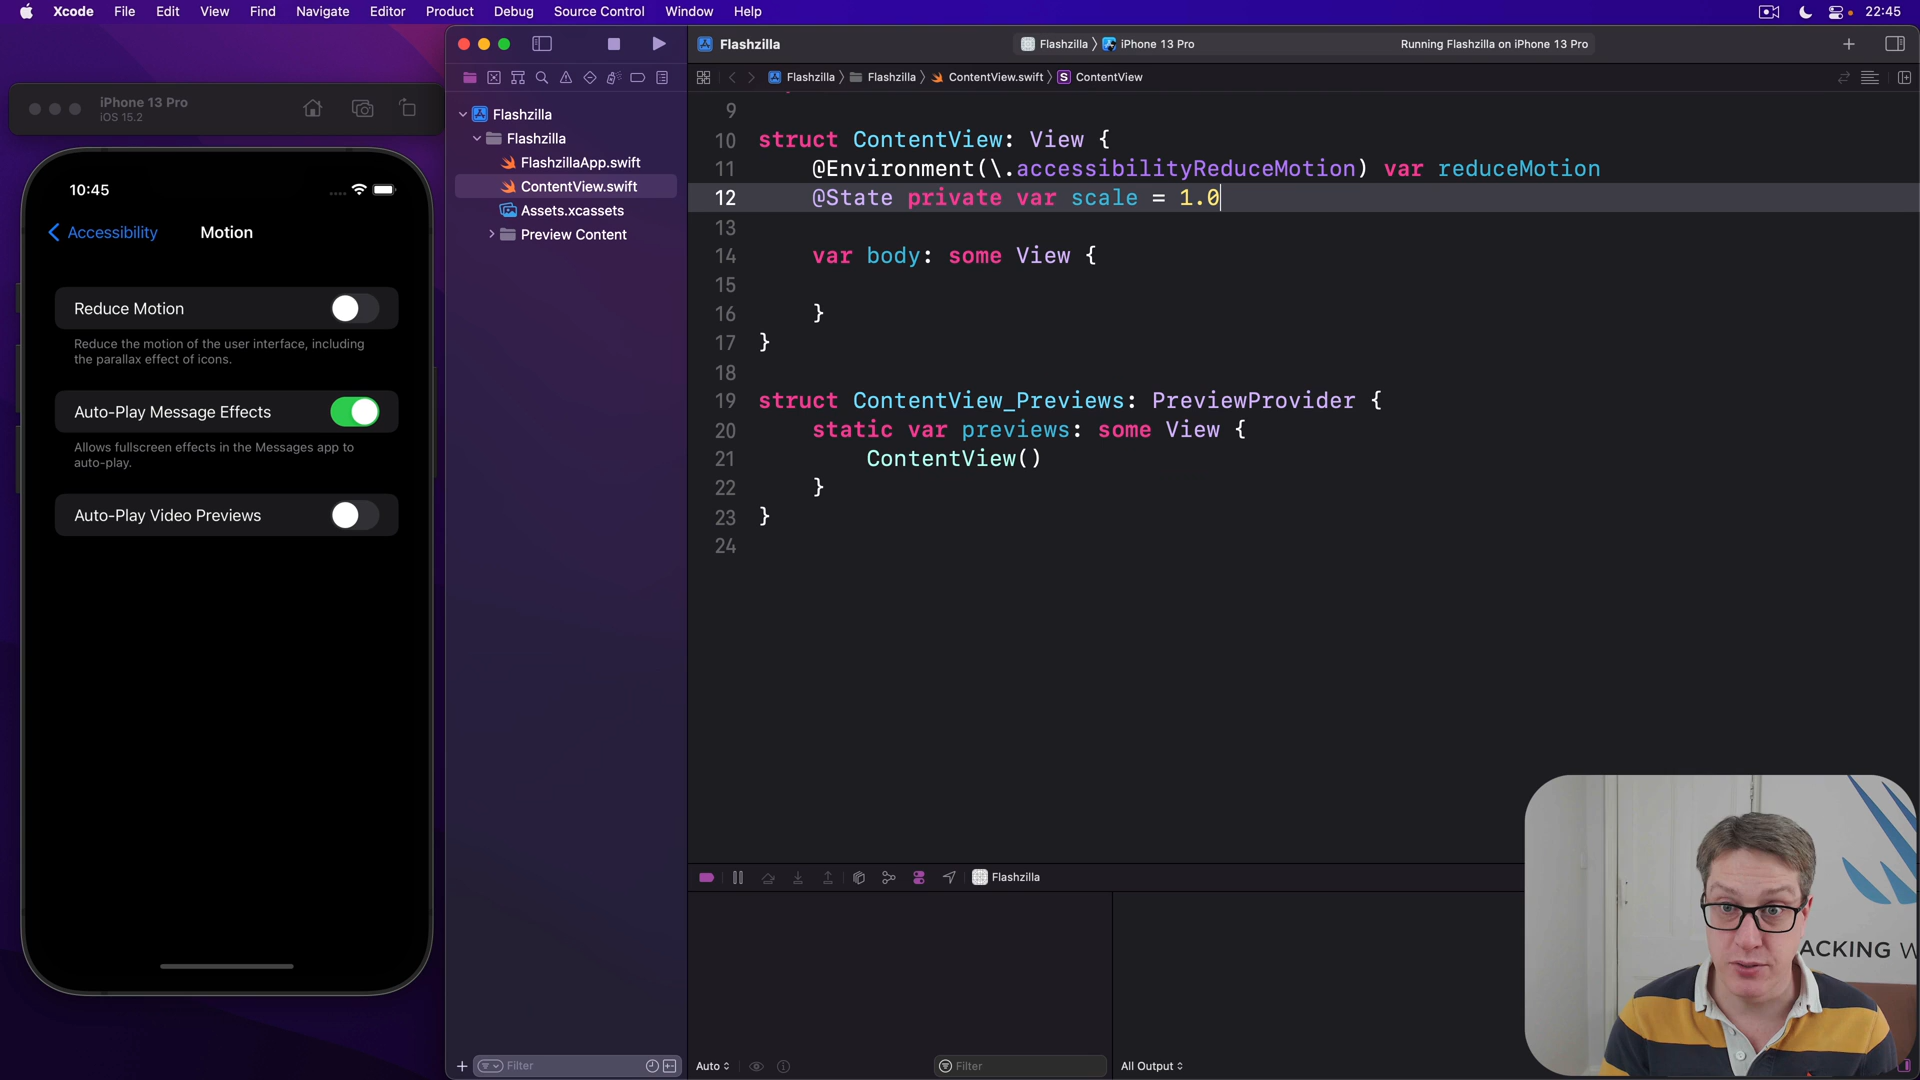 Xcode File Edit View Find Navigate Editor Product Debug Source Control Window Help 22:45
Flashzilla
Flashzilla 〉 iPhone 13 Pro
Running Flashzilla on iPhone 13 Pro
Flashzilla 〉 Flashzilla 〉 ContentView.swift 〉 S ContentView
iPhone 13 Pro
iOS 15.2
10:45
Accessibility
Motion
Reduce Motion
Reduce the motion of the user interface, including
the parallax effect of icons.
Auto-Play Message Effects
Allows fullscreen effects in the Messages app to
auto-play.
Auto-Play Video Previews
Flashzilla
Flashzilla
FlashzillaApp.swift
ContentView.swift
Assets.xcassets
Preview Content
Filter
9
10 struct ContentView: View {
11 @Environment(\.accessibilityReduceMotion) var reduceMotion
12 @State private var scale = 1.0
13
14 var body: some View {
15
16 }
17 }
18
19 struct ContentView_Previews: PreviewProvider {
20 static var previews: some View {
21 ContentView()
22 }
23 }
24
Flashzilla
Auto
Filter
All Output
ACKING W